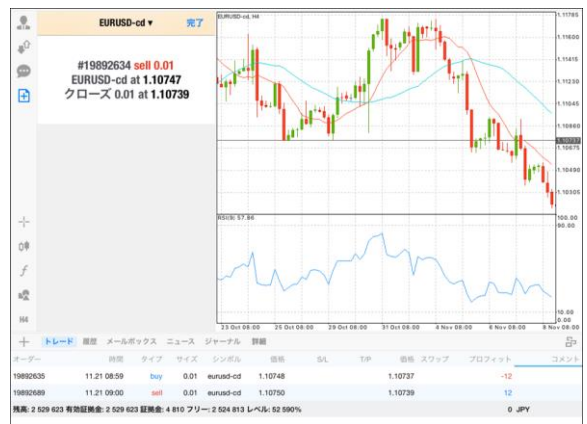 EURUSD-cd ▾ 完了
#19892634 sell 0.01
EURUSD-cd at 1.10747
クローズ 0.01 at 1.10739
EURUSD-cd, H4
1.11785
1.11600
1.11415
1.11230
1.11045
1.10860
1.10737
1.10675
1.10490
1.10305
RSI(9) 57.86
100.00
90.00
10.00
0.00
23 Oct 08:00 25 Oct 08:00 29 Oct 08:00 31 Oct 08:00 4 Nov 08:00 6 Nov 08:00 8 Nov 08:00
H4
トレード 履歴 メールボックス ニュース ジャーナル 詳細
オーダー 時間 タイプ サイズ シンボル 価格 S/L T/P 価格 スワップ プロフィット コメント
19892635 11.21 08:59 buy 0.01 eurusd-cd 1.10748 1.10737 -12
19892689 11.21 09:00 sell 0.01 eurusd-cd 1.10750 1.10739 12
残高: 2 529 623 有効証拠金: 2 529 623 証拠金: 4 810 フリー: 2 524 813 レベル: 52 590% 0 JPY